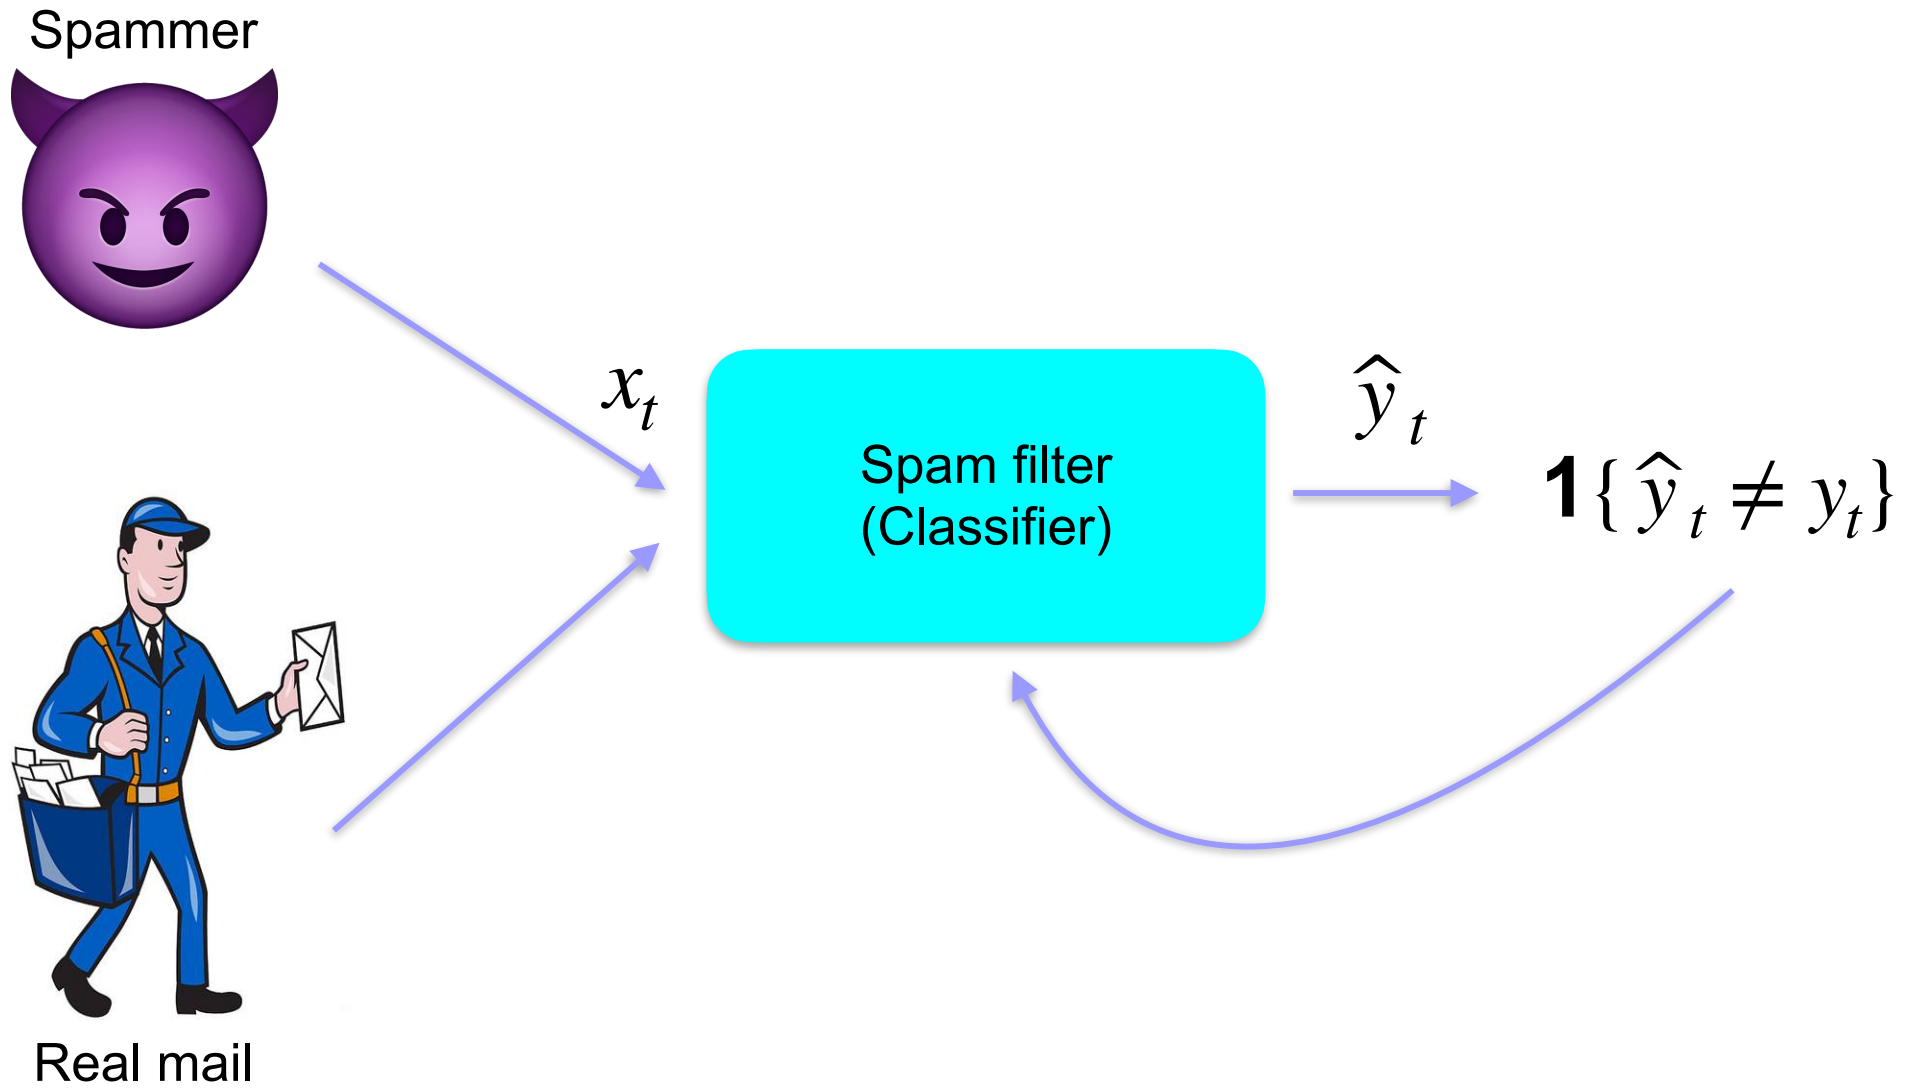 Spammer
x_t
ŷ_t
Spam filter
(Classifier)
1{ŷ_t ≠ y_t}
Real mail